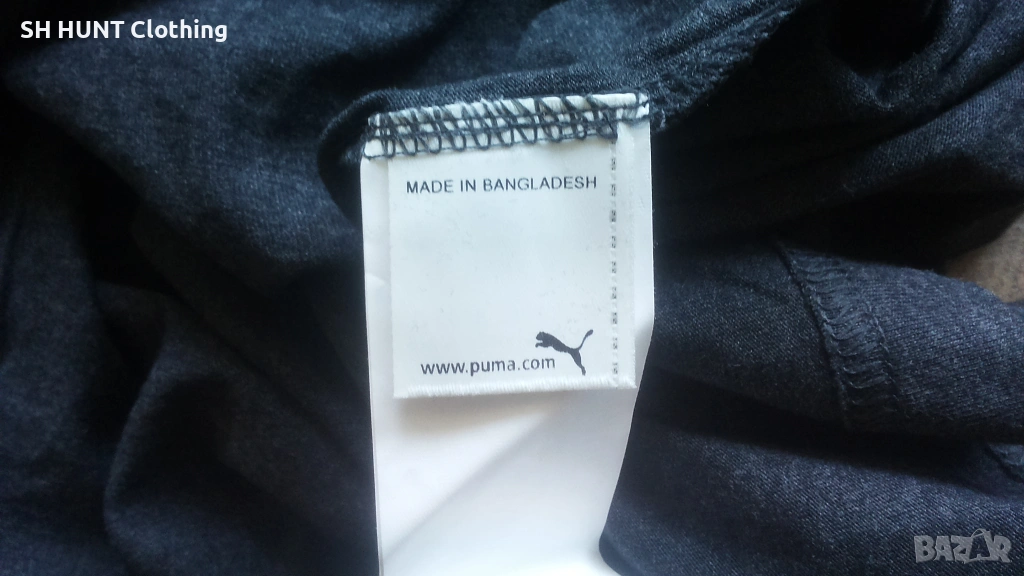 SH HUNT Clothing
MADE IN BANGLADESH
www.puma.com
BAZAR